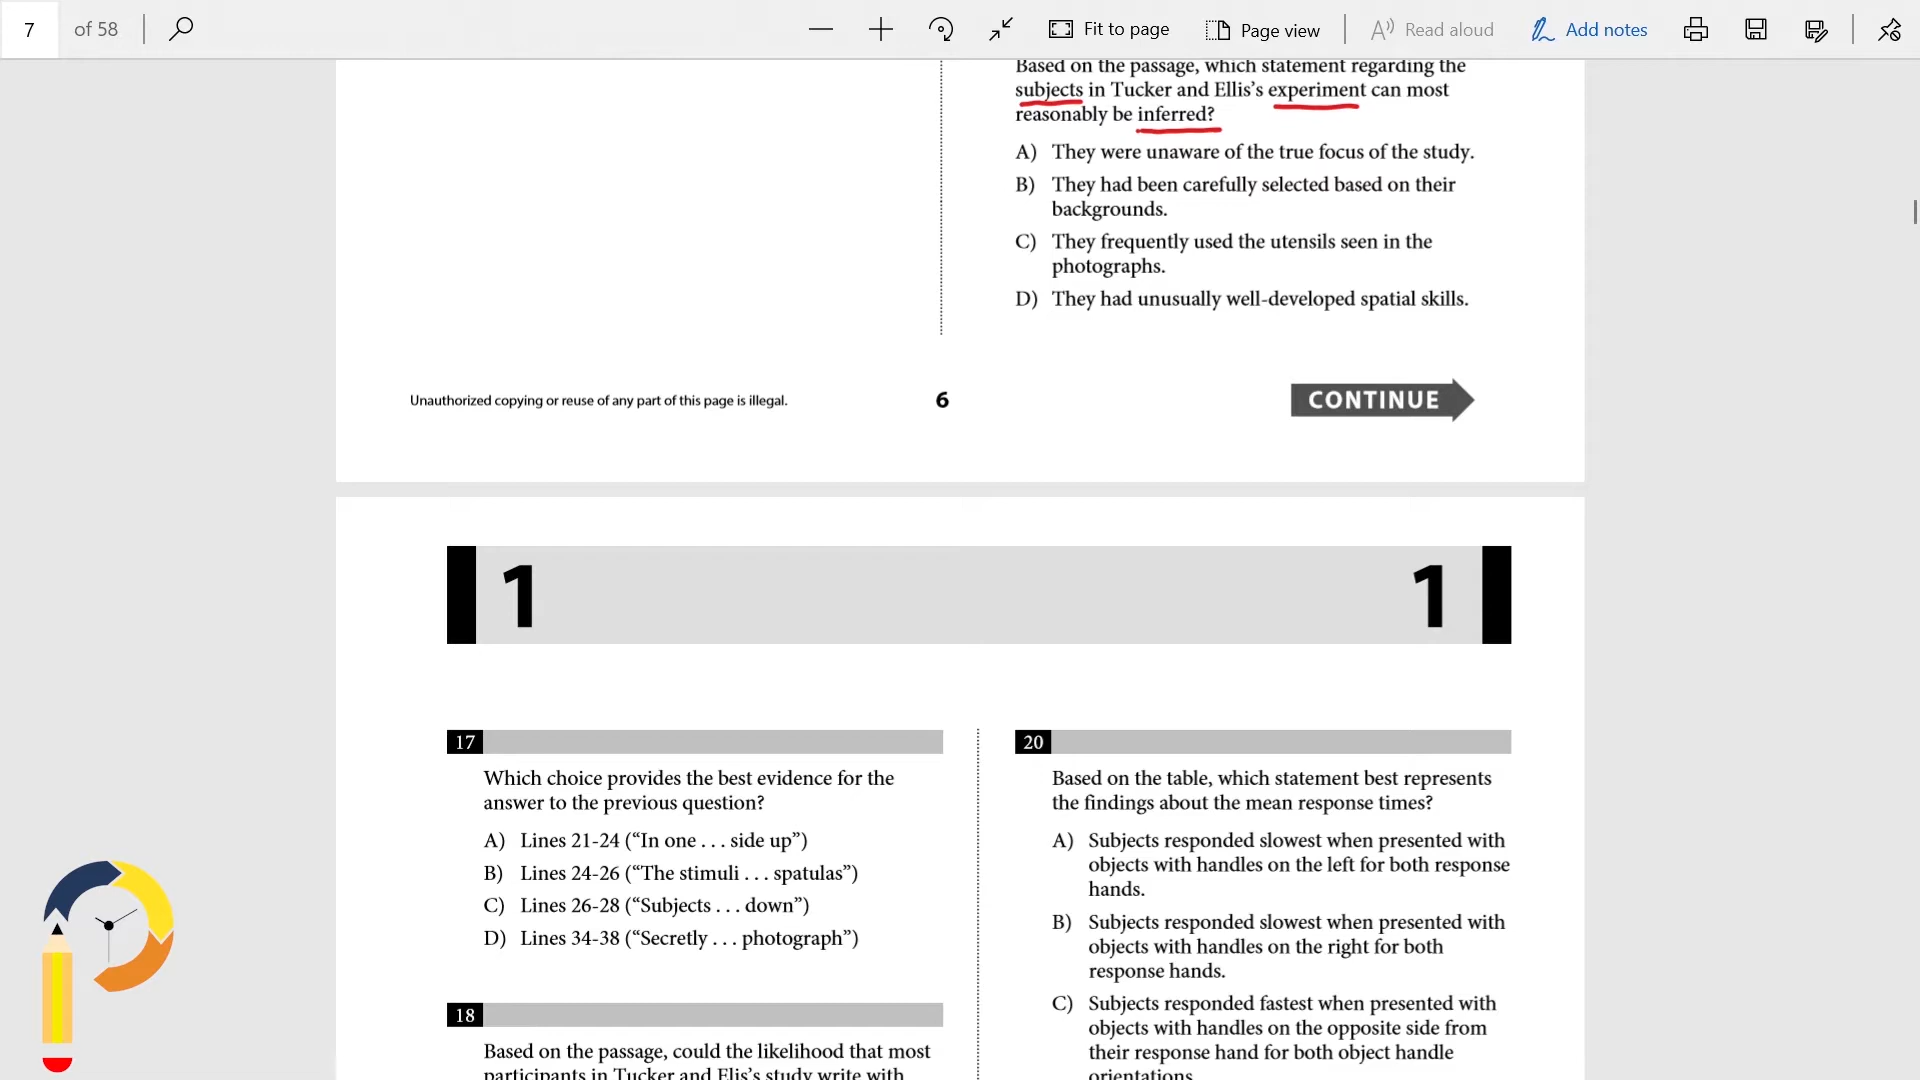 7 of 58
Fit to page
Page view
Read aloud
Add notes
Based on the passage, which statement regarding the
subjects in Tucker and Ellis's experiment can most
reasonably be inferred?
A) They were unaware of the true focus of the study.
B) They had been carefully selected based on their
backgrounds.
C) They frequently used the utensils seen in the
photographs.
D) They had unusually well-developed spatial skills.
Unauthorized copying or reuse of any part of this page is illegal.
6
CONTINUE
1
1
17
Which choice provides the best evidence for the
answer to the previous question?
A) Lines 21-24 (“In one . . . side up”)
B) Lines 24-26 (“The stimuli . . . spatulas”)
C) Lines 26-28 (“Subjects . . . down”)
D) Lines 34-38 (“Secretly . . . photograph”)
18
Based on the passage, could the likelihood that most
participants in Tucker and Ellis's study write with
20
Based on the table, which statement best represents
the findings about the mean response times?
A) Subjects responded slowest when presented with
objects with handles on the left for both response
hands.
B) Subjects responded slowest when presented with
objects with handles on the right for both
response hands.
C) Subjects responded fastest when presented with
objects with handles on the opposite side from
their response hand for both object handle
orientations.